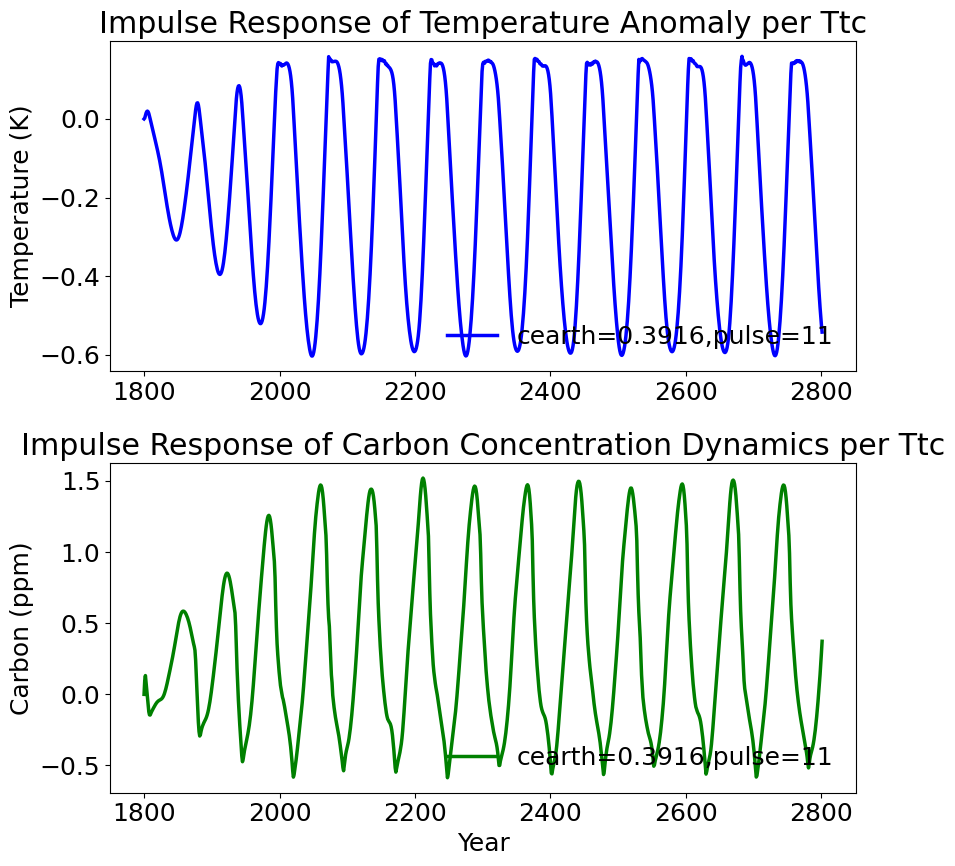 Impulse Response of Temperature Anomaly per Ttc
Temperature (K)
0.0
−0.2
−0.4
−0.6
cearth=0.3916,pulse=11
1800 2000 2200 2400 2600 2800
Impulse Response of Carbon Concentration Dynamics per Ttc
Carbon (ppm)
1.5
1.0
0.5
0.0
−0.5
cearth=0.3916,pulse=11
1800 2000 2200 2400 2600 2800
Year